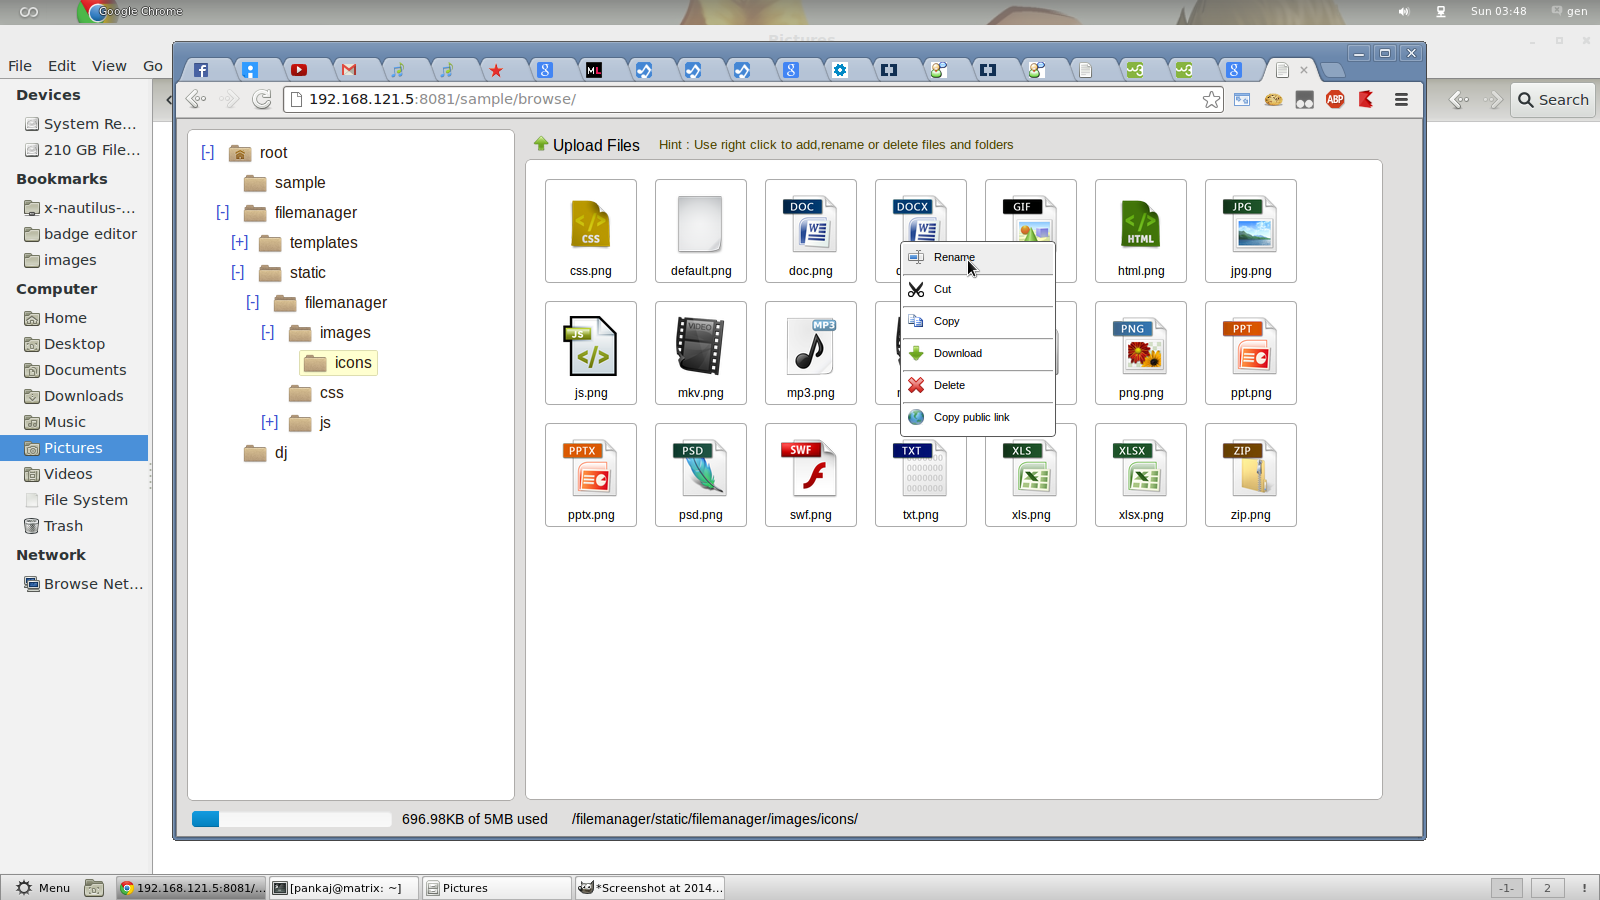 Google Chrome
Sun 03:48
gen
Pictures
File Edit View Go
Search
Devices
System Re...
210 GB File...
Bookmarks
x-nautilus-...
badge editor
images
Computer
Home
Desktop
Documents
Downloads
Music
Pictures
Videos
File System
Trash
Network
Browse Net...
192.168.121.5:8081/sample/browse/
ABP
[-] root
sample
[-] filemanager
[+] templates
[-] static
[-] filemanager
[-] images
icons
css
[+] js
dj
Upload Files
Hint : Use right click to add,rename or delete files and folders
CSS
DOC
DOCX
GIF
HTML
JPG
css.png
default.png
doc.png
html.png
jpg.png
Rename
Cut
Copy
Download
Delete
Copy public link
JS
VIDEO
MP3
PNG
PPT
js.png
mkv.png
mp3.png
png.png
ppt.png
PPTX
PSD
SWF
TXT
XLS
XLSX
ZIP
pptx.png
psd.png
swf.png
txt.png
xls.png
xlsx.png
zip.png
696.98KB of 5MB used
/filemanager/static/filemanager/images/icons/
Menu
192.168.121.5:8081/...
[pankaj@matrix: ~]
Pictures
*Screenshot at 2014...
-1-
2
!